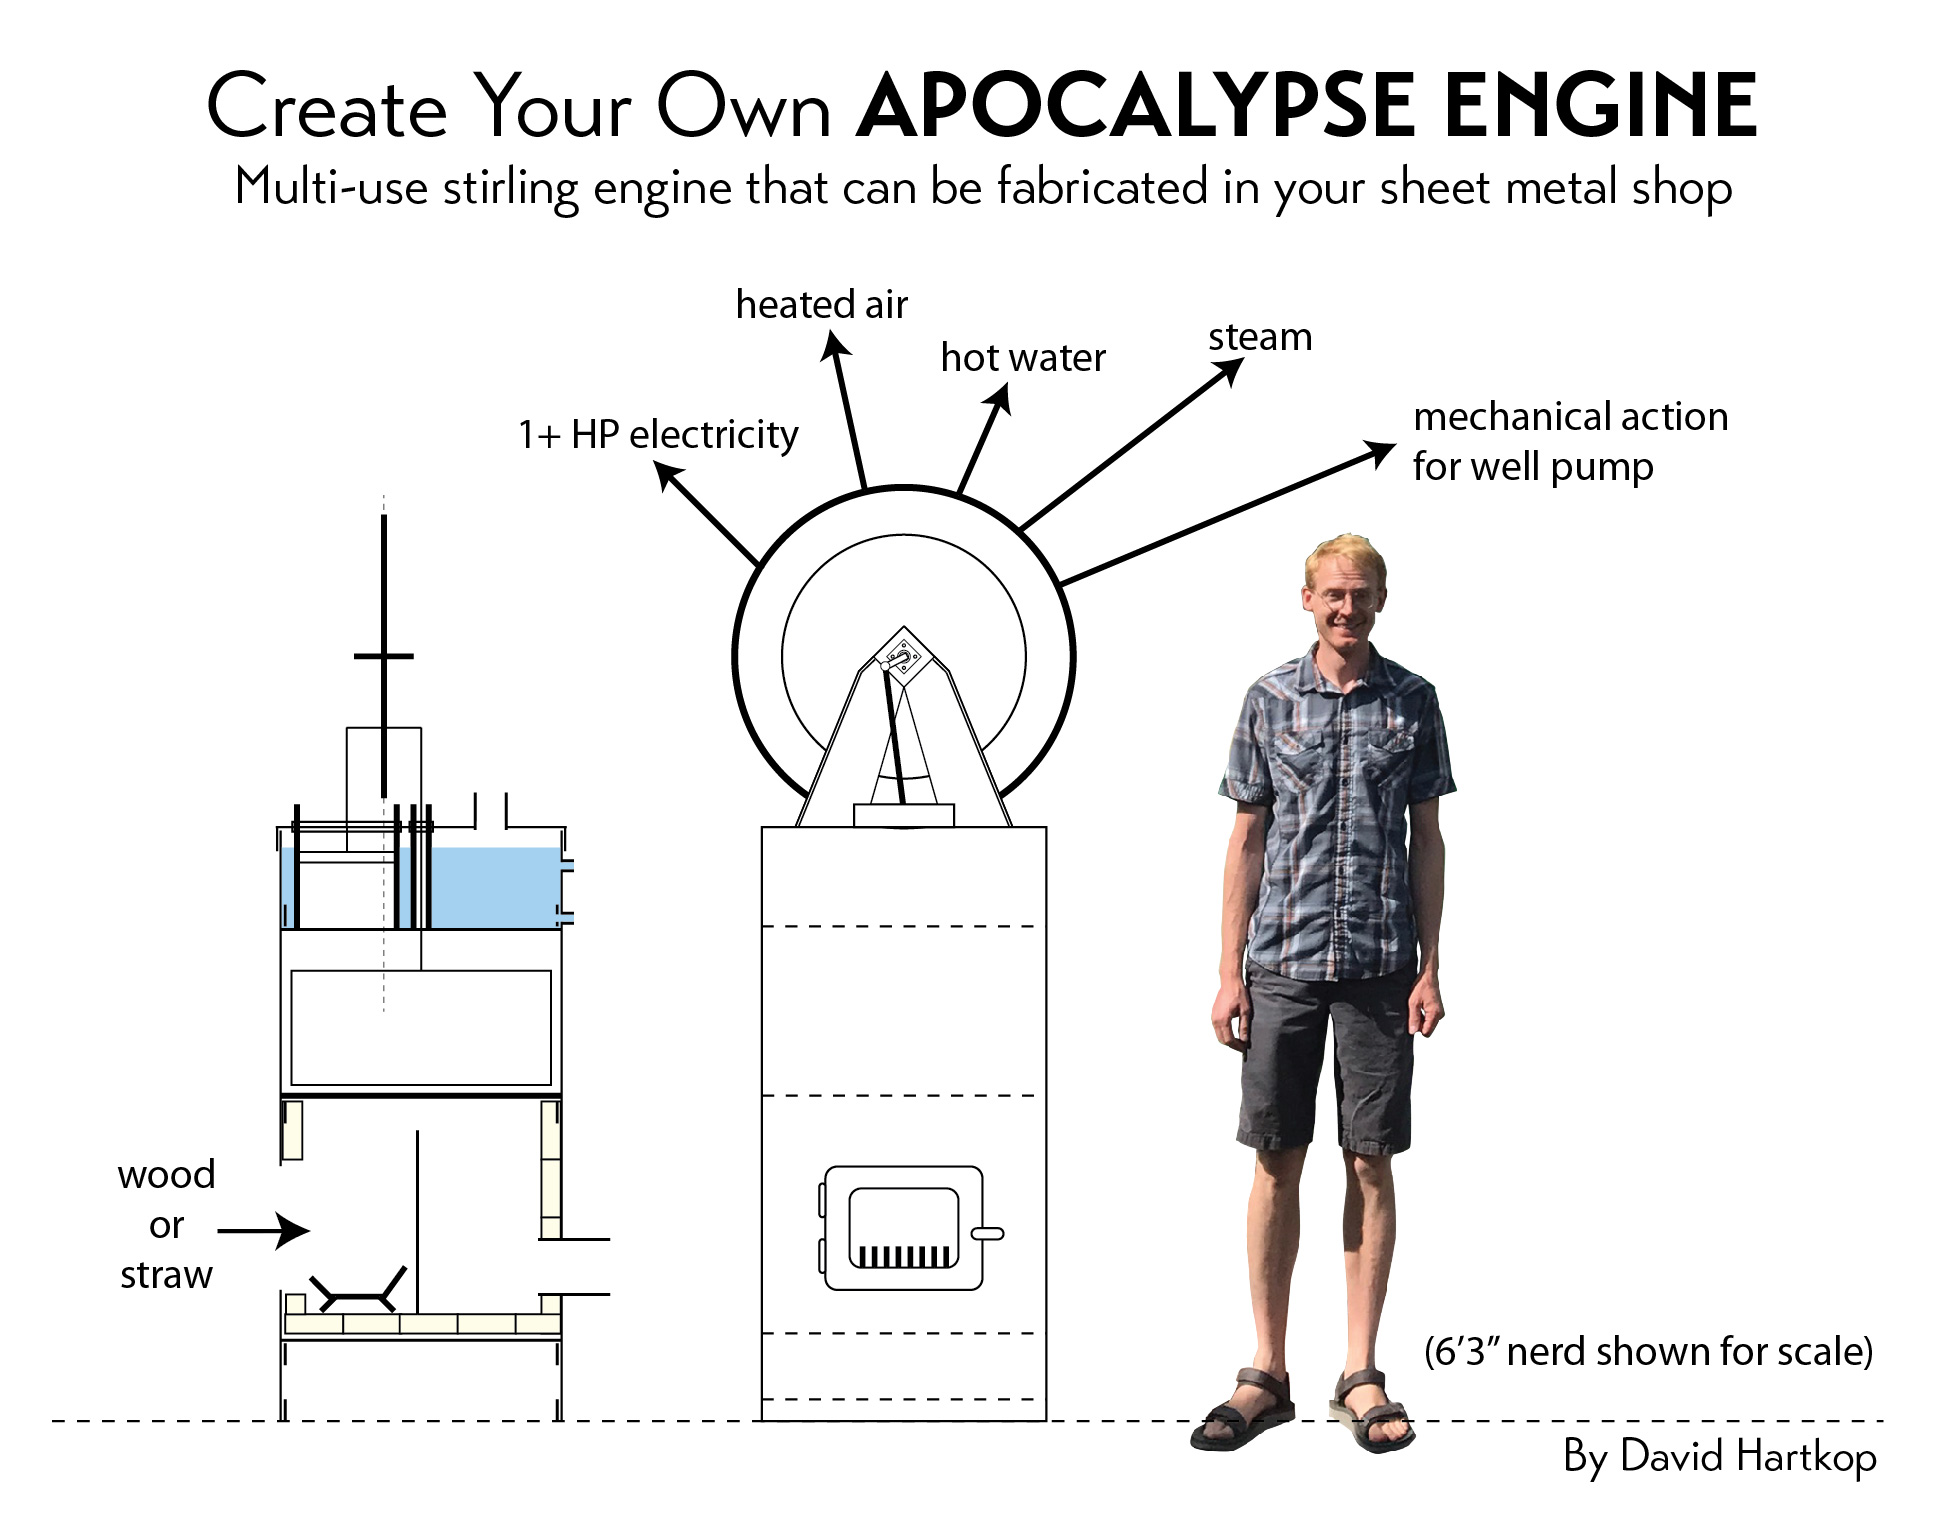 Create Your Own APOCALYPSE ENGINE
Multi-use stirling engine that can be fabricated in your sheet metal shop
heated air
hot water
steam
1+ HP electricity
mechanical action
for well pump
wood
or
straw
(6’3” nerd shown for scale)
By David Hartkop